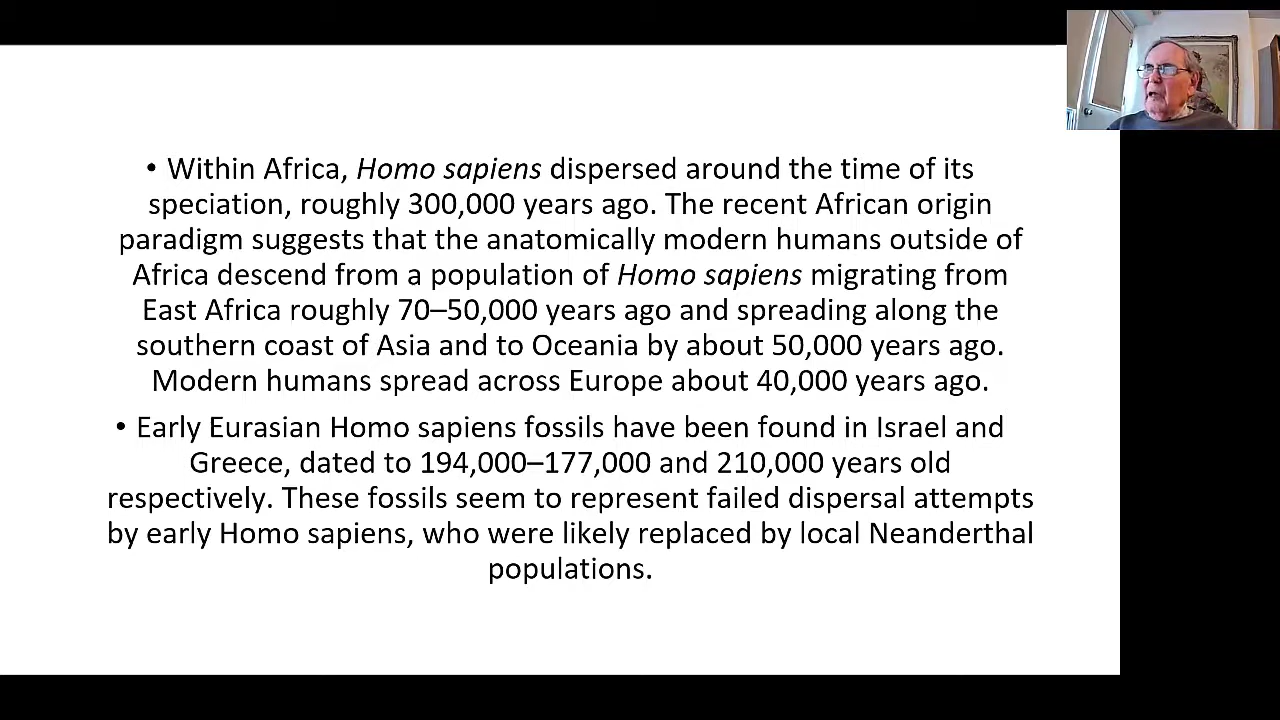 • Within Africa, Homo sapiens dispersed around the time of its
speciation, roughly 300,000 years ago. The recent African origin
paradigm suggests that the anatomically modern humans outside of
Africa descend from a population of Homo sapiens migrating from
East Africa roughly 70–50,000 years ago and spreading along the
southern coast of Asia and to Oceania by about 50,000 years ago.
Modern humans spread across Europe about 40,000 years ago.
• Early Eurasian Homo sapiens fossils have been found in Israel and
Greece, dated to 194,000–177,000 and 210,000 years old
respectively. These fossils seem to represent failed dispersal attempts
by early Homo sapiens, who were likely replaced by local Neanderthal
populations.